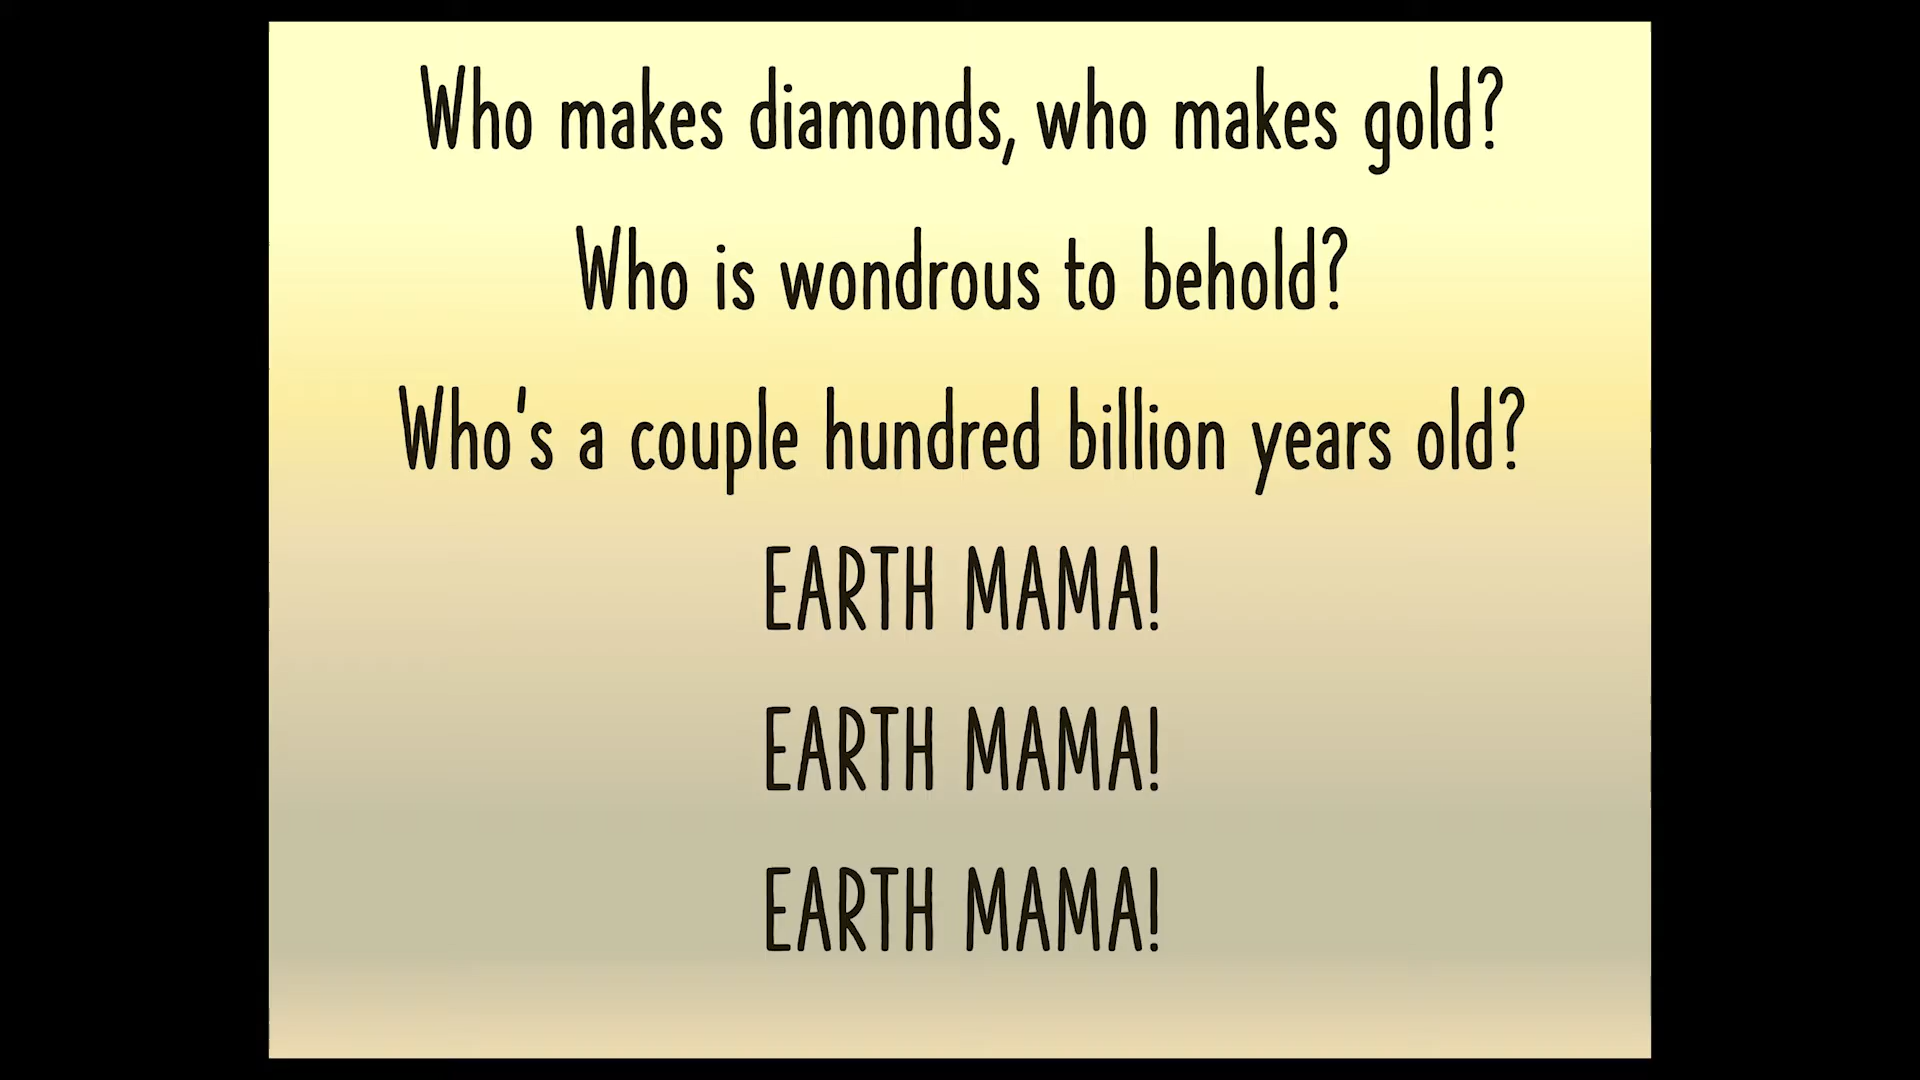 Who makes diamonds, who makes gold?
Who is wondrous to behold?
Who's a couple hundred billion years old?
EARTH MAMA!
EARTH MAMA!
EARTH MAMA!